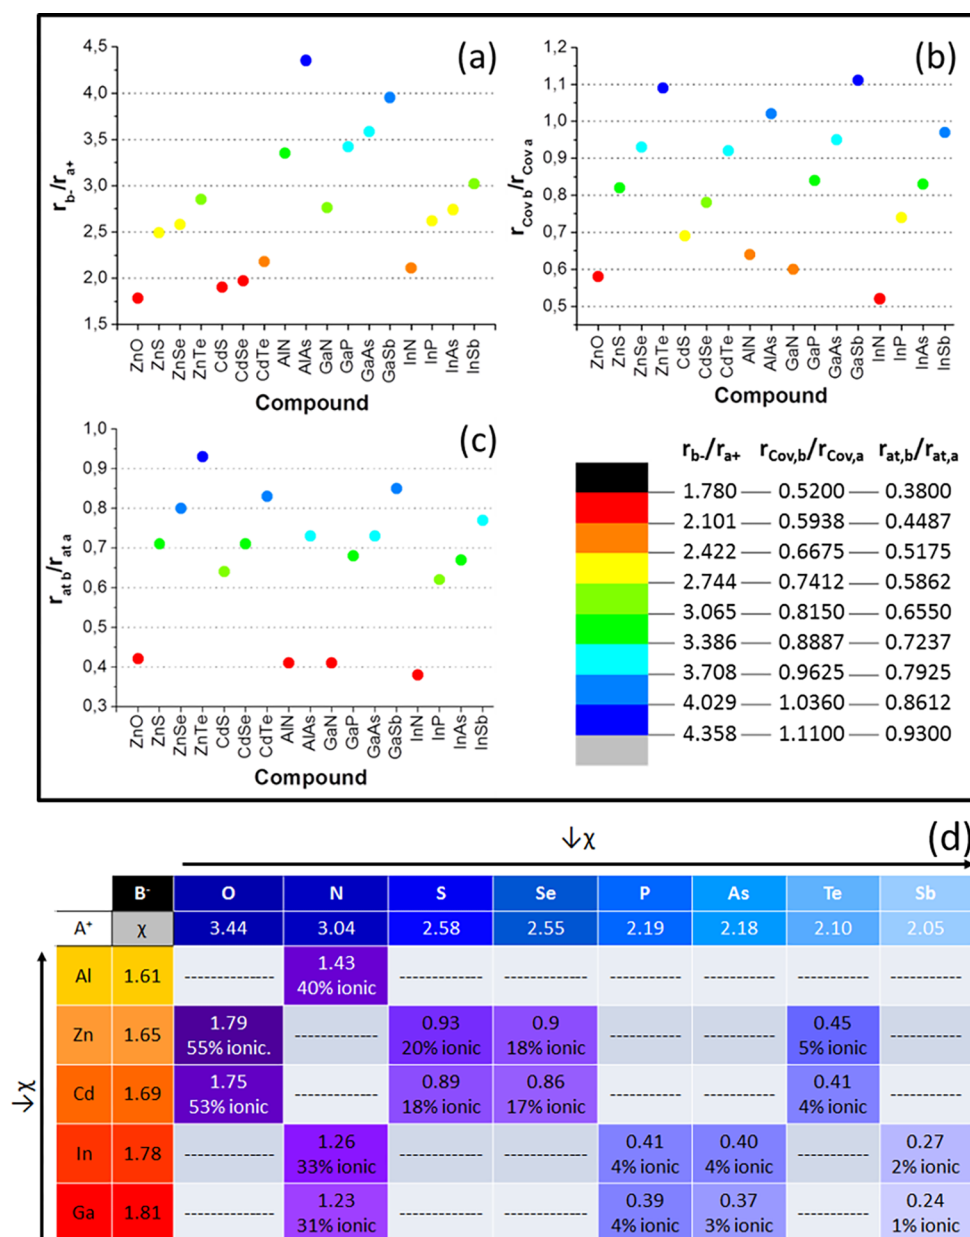 (a)
4,5
4,0
3,5
3,0
2,5
2,0
1,5
r b-/r a+
ZnO ZnS ZnSe ZnTe CdS CdSe CdTe AlN AlAs GaN GaP GaAs GaSb InN InP InAs InSb
Compound
(b)
1,2
1,1
1,0
0,9
0,8
0,7
0,6
0,5
r Cov b/r Cov a
ZnO ZnS ZnSe ZnTe CdS CdSe CdTe AlN AlAs GaN GaP GaAs GaSb InN InP InAs InSb
Compound
(c)
1,0
0,9
0,8
0,7
0,6
0,5
0,4
0,3
r at b/r at a
ZnO ZnS ZnSe ZnTe CdS CdSe CdTe AlN AlAs GaN GaP GaAs GaSb InN InP InAs InSb
Compound
r b-/r a+ r Cov,b/r Cov,a r at,b/r at,a
1.780 0.5200 0.3800
2.101 0.5938 0.4487
2.422 0.6675 0.5175
2.744 0.7412 0.5862
3.065 0.8150 0.6550
3.386 0.8887 0.7237
3.708 0.9625 0.7925
4.029 1.0360 0.8612
4.358 1.1100 0.9300
↓χ (d)
B- O N S Se P As Te Sb
A+ χ 3.44 3.04 2.58 2.55 2.19 2.18 2.10 2.05
↓χ
Al 1.61 ------------ 1.43 ------------ ------------ ------------ ------------ ------------ ------------
40% ionic
Zn 1.65 1.79 ------------ 0.93 0.9 ------------ ------------ 0.45 ------------
55% ionic. 20% ionic 18% ionic 5% ionic
Cd 1.69 1.75 ------------ 0.89 0.86 ------------ ------------ 0.41 ------------
53% ionic 18% ionic 17% ionic 4% ionic
In 1.78 ------------ 1.26 ------------ ------------ 0.41 0.40 ------------ 0.27
33% ionic 4% ionic 4% ionic 2% ionic
Ga 1.81 ------------ 1.23 ------------ ------------ 0.39 0.37 ------------ 0.24
31% ionic 4% ionic 3% ionic 1% ionic